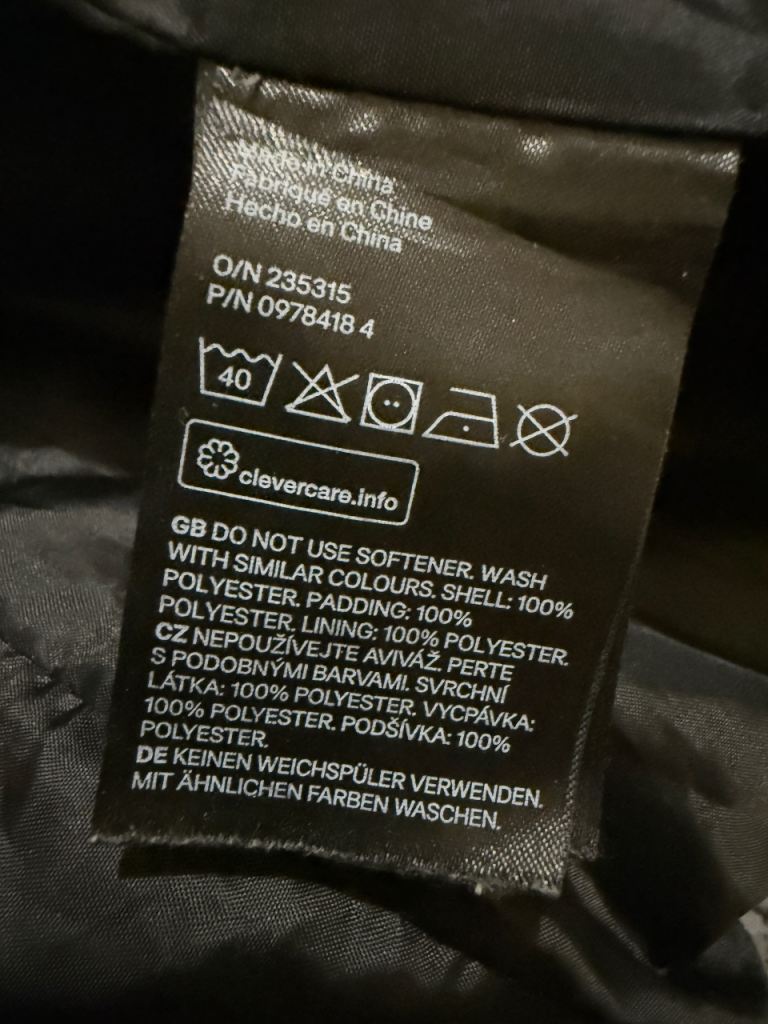 Made in China
Fabriqué en Chine
Hecho en China
O/N 235315
P/N 0978418 4
40
clevercare.info
GB DO NOT USE SOFTENER. WASH
WITH SIMILAR COLOURS. SHELL: 100%
POLYESTER. PADDING: 100%
POLYESTER. LINING: 100% POLYESTER.
CZ NEPOUŽÍVEJTE AVIVÁŽ. PERTE
S PODOBNÝMI BARVAMI. SVRCHNÍ
LÁTKA: 100% POLYESTER. VYCPÁVKA:
100% POLYESTER. PODŠÍVKA: 100%
POLYESTER.
DE KEINEN WEICHSPÜLER VERWENDEN.
MIT ÄHNLICHEN FARBEN WASCHEN.